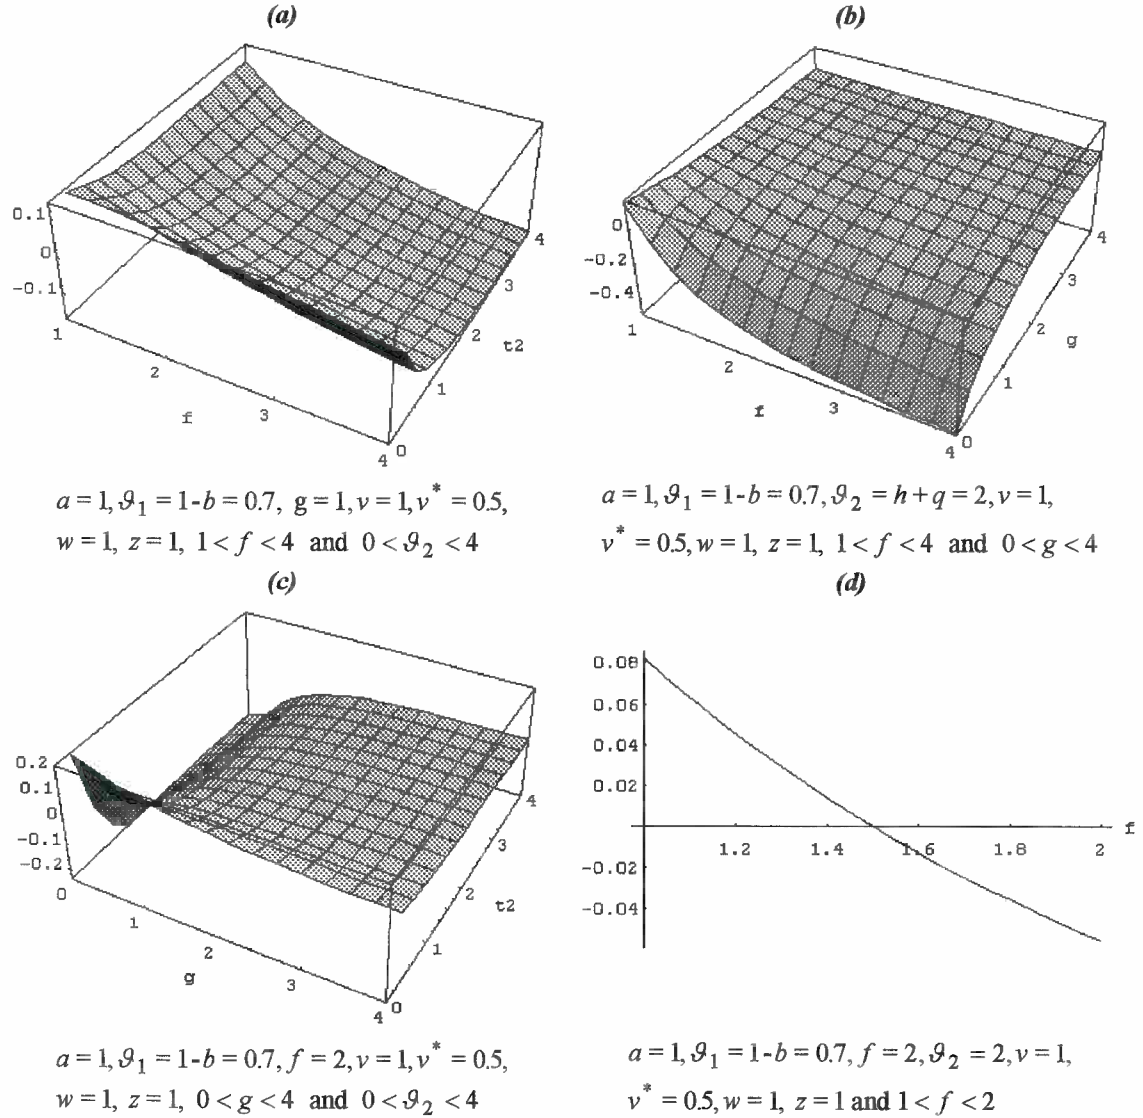 (a)
0.1
0
-0.1
1
2
3
4
f
0
1
2
3
4
t2
a = 1, ϑ1 = 1-b = 0.7, g = 1, v = 1, v* = 0.5,
w = 1, z = 1, 1 < f < 4 and 0 < ϑ2 < 4
(b)
0
-0.2
-0.4
1
2
3
4
f
0
1
2
3
4
g
a = 1, ϑ1 = 1-b = 0.7, ϑ2 = h + q = 2, v = 1,
v* = 0.5, w = 1, z = 1, 1 < f < 4 and 0 < g < 4
(c)
0.2
0.1
0
-0.1
-0.2
0
1
2
3
4
g
0
1
2
3
4
t2
a = 1, ϑ1 = 1-b = 0.7, f = 2, v = 1, v* = 0.5,
w = 1, z = 1, 0 < g < 4 and 0 < ϑ2 < 4
(d)
0.08
0.06
0.04
0.02
-0.02
-0.04
1.2
1.4
1.6
1.8
2
f
a = 1, ϑ1 = 1-b = 0.7, f = 2, ϑ2 = 2, v = 1,
v* = 0.5, w = 1, z = 1 and 1 < f < 2